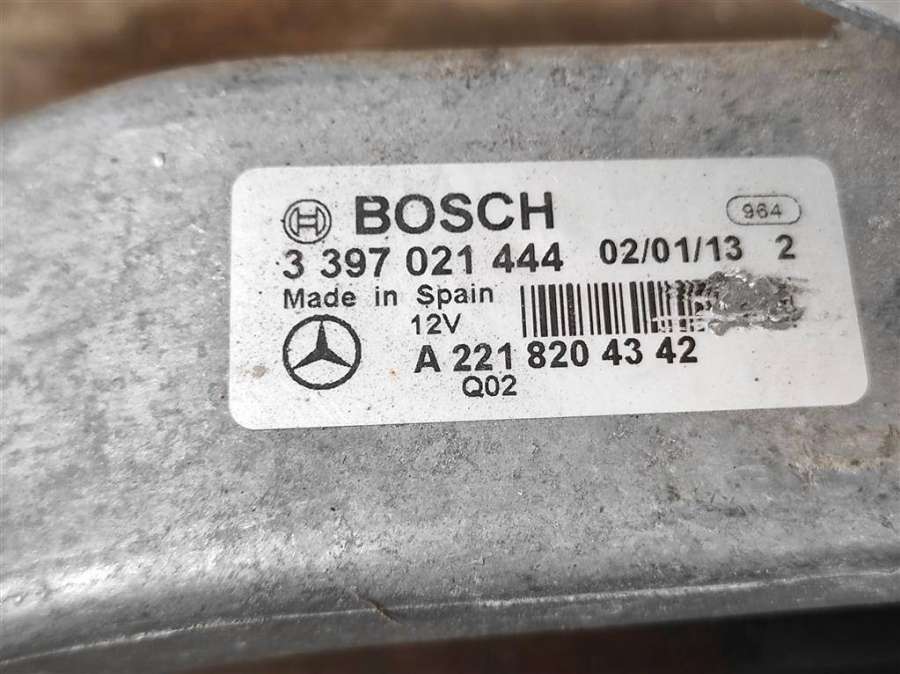 BOSCH 964
3 397 021 444 02/01/13 2
Made in Spain
12V
A 221 820 43 42
Q02